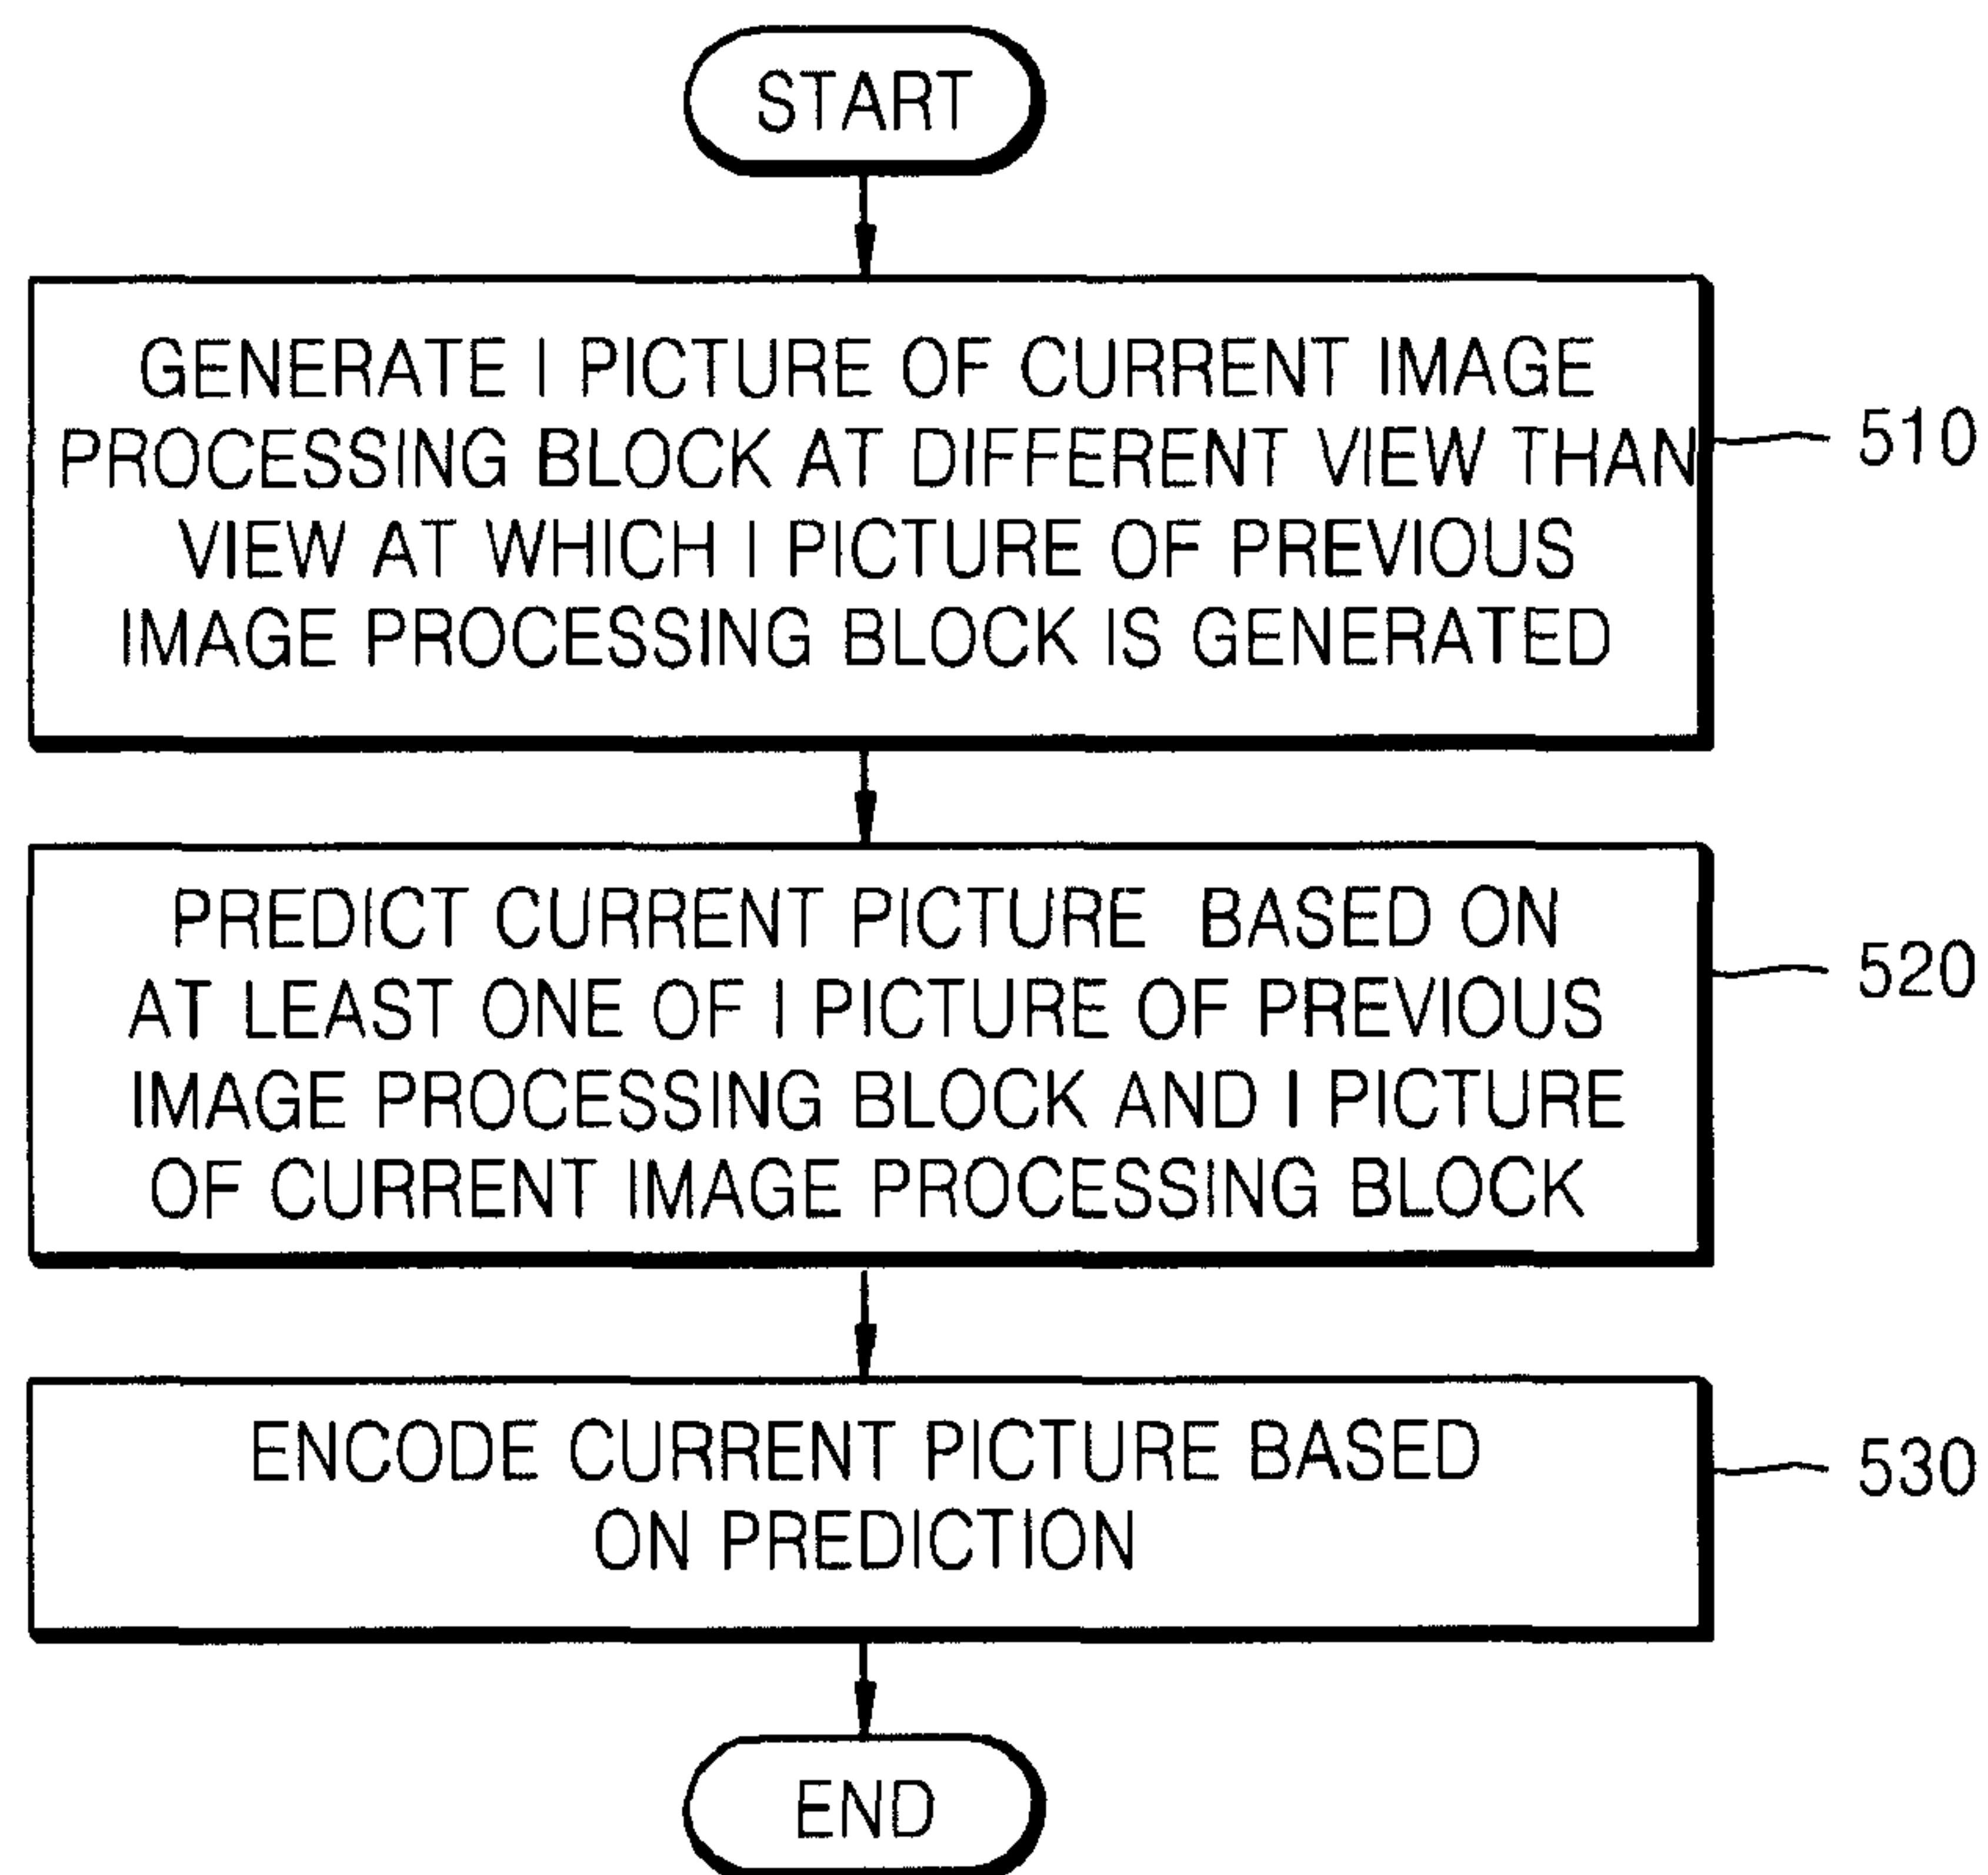 START
GENERATE I PICTURE OF CURRENT IMAGE
PROCESSING BLOCK AT DIFFERENT VIEW THAN
VIEW AT WHICH I PICTURE OF PREVIOUS
IMAGE PROCESSING BLOCK IS GENERATED
510
PREDICT CURRENT PICTURE BASED ON
AT LEAST ONE OF I PICTURE OF PREVIOUS
IMAGE PROCESSING BLOCK AND I PICTURE
OF CURRENT IMAGE PROCESSING BLOCK
520
ENCODE CURRENT PICTURE BASED
ON PREDICTION
530
END